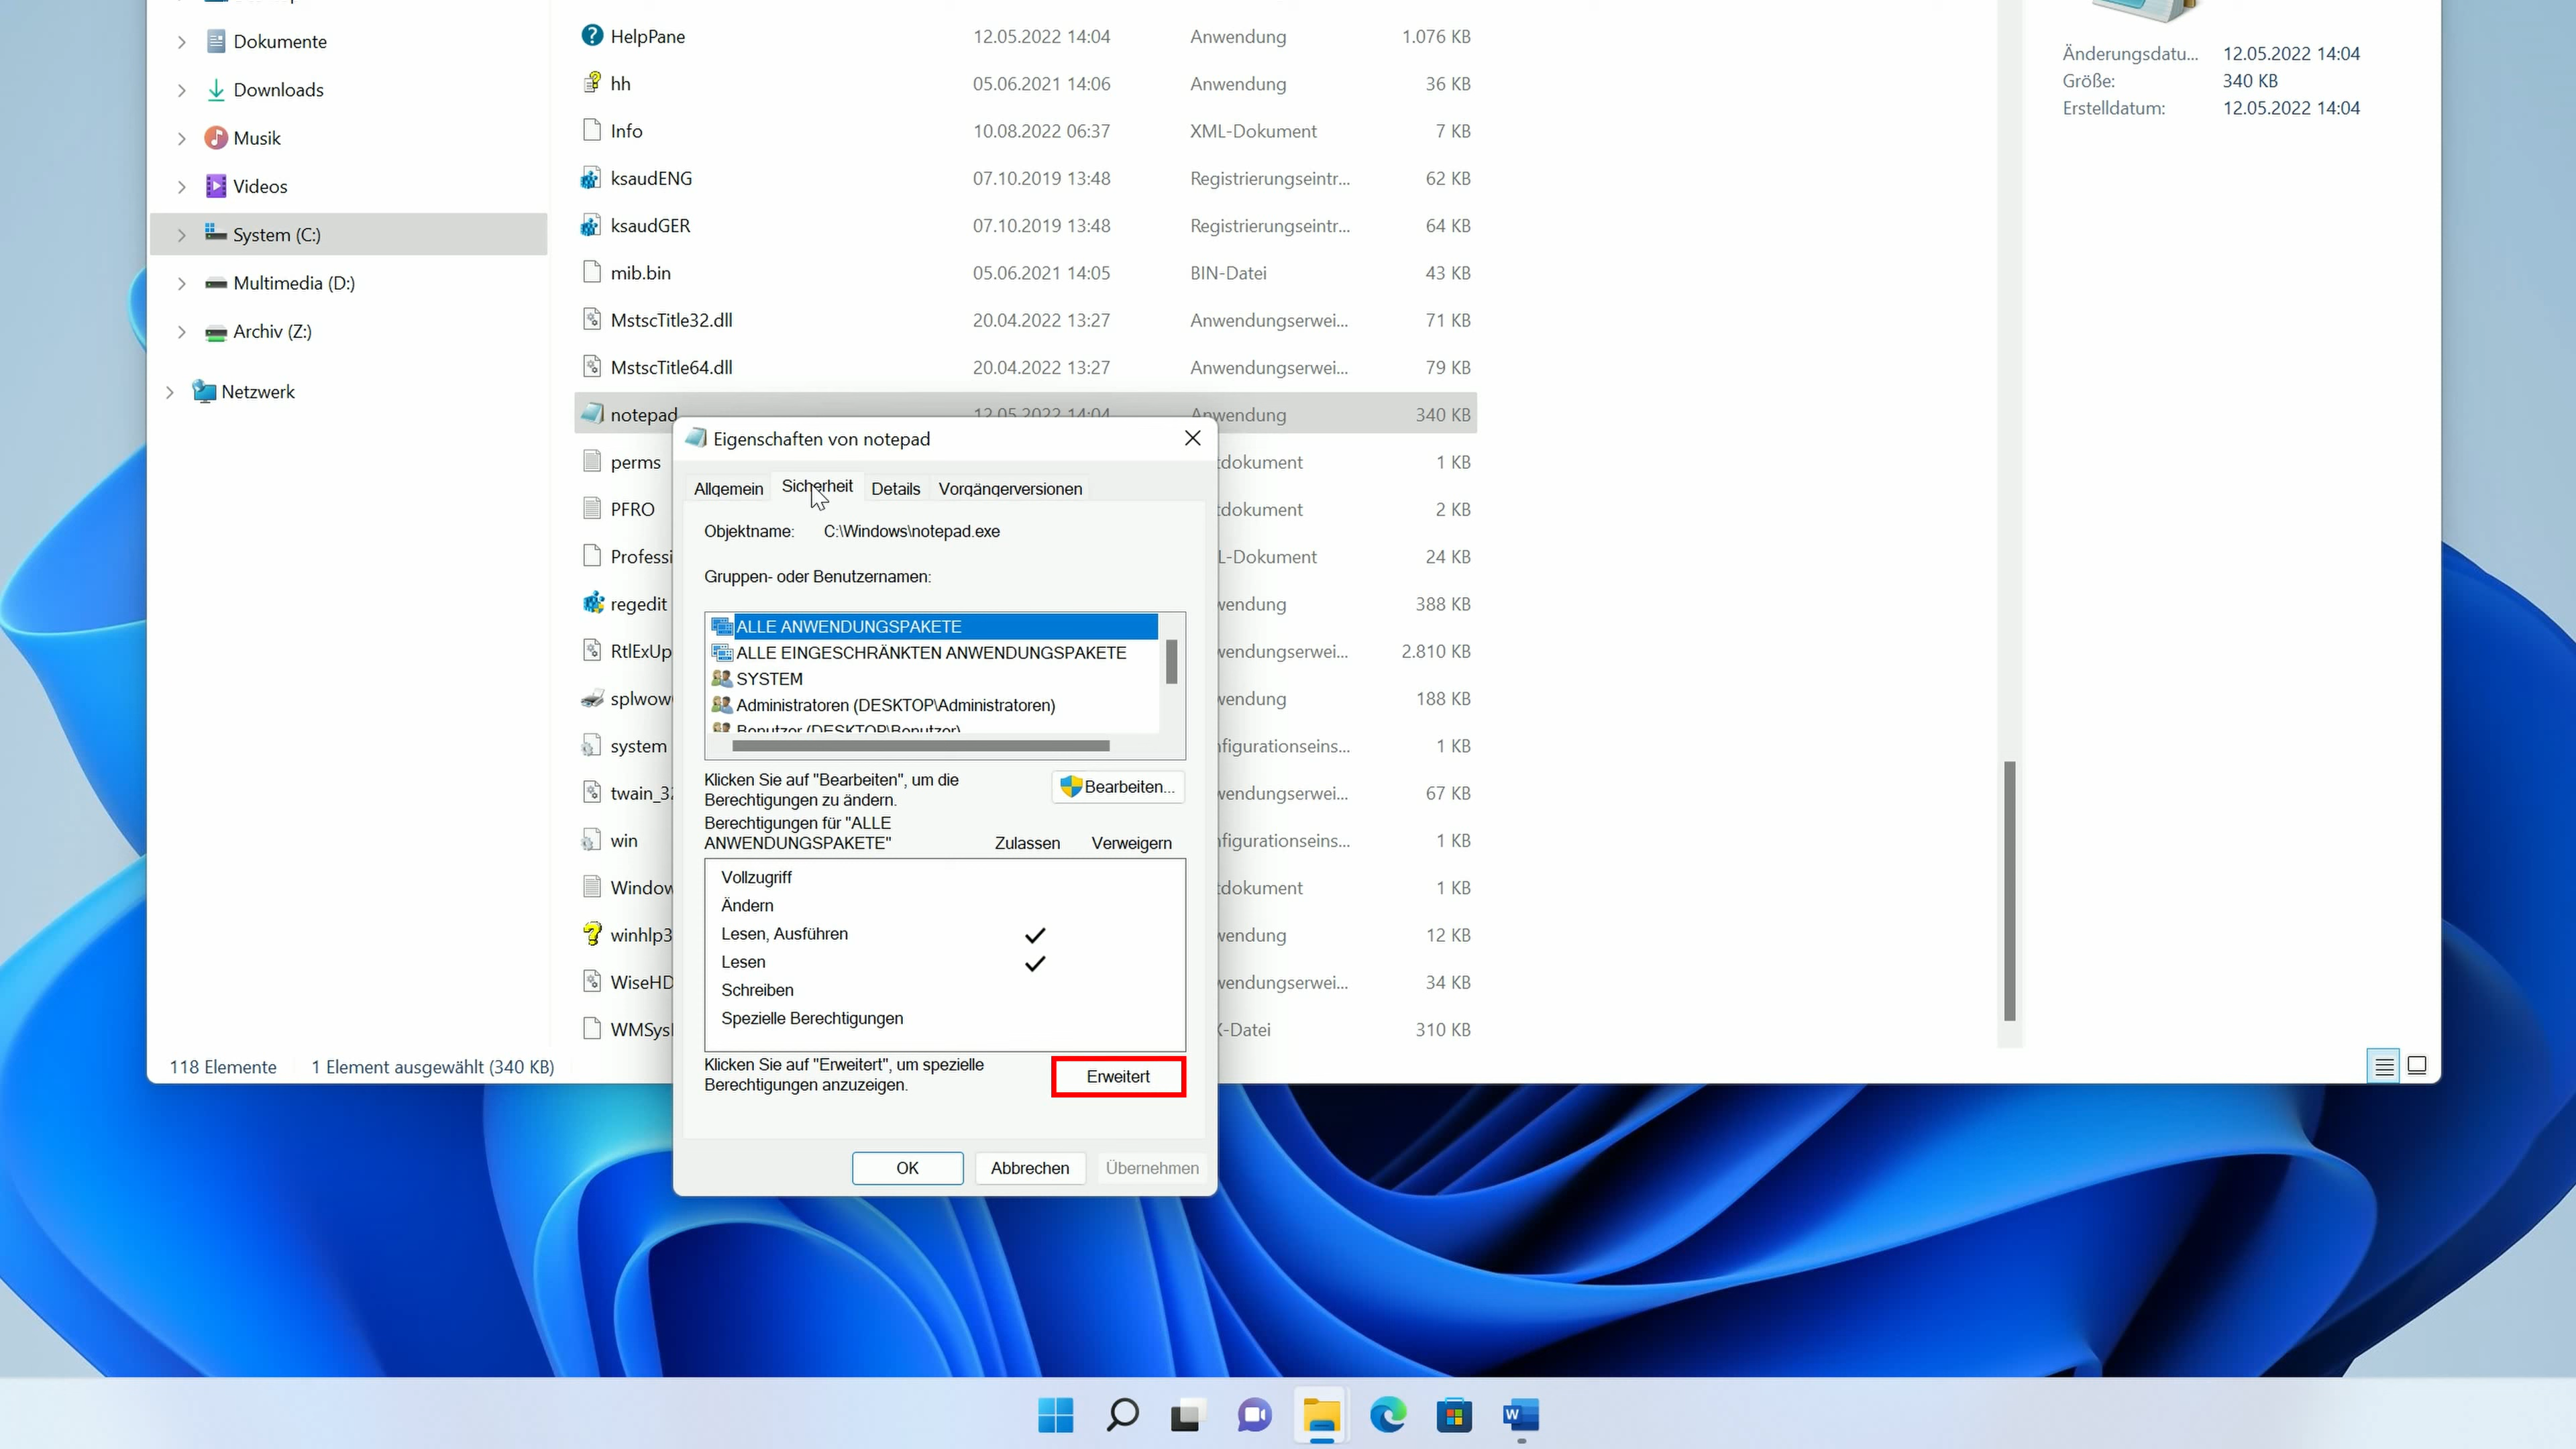 Dokumente
Downloads
Musik
Videos
System (C:)
Multimedia (D:)
Archiv (Z:)
Netzwerk
HelpPane 12.05.2022 14:04 Anwendung 1.076 KB
hh 05.06.2021 14:06 Anwendung 36 KB
Info 10.08.2022 06:37 XML-Dokument 7 KB
ksaudENG 07.10.2019 13:48 Registrierungseintr... 62 KB
ksaudGER 07.10.2019 13:48 Registrierungseintr... 64 KB
mib.bin 05.06.2021 14:05 BIN-Datei 43 KB
MstscTitle32.dll 20.04.2022 13:27 Anwendungserwei... 71 KB
MstscTitle64.dll 20.04.2022 13:27 Anwendungserwei... 79 KB
notepad 12.05.2022 14:04 Anwendung 340 KB
perms tdokument 1 KB
PFRO tdokument 2 KB
Professi L-Dokument 24 KB
regedit wendung 388 KB
RtlExUp wendungserwei... 2.810 KB
splwow wendung 188 KB
system nfigurationseins... 1 KB
twain_32 wendungserwei... 67 KB
win nfigurationseins... 1 KB
Window tdokument 1 KB
winhlp3 wendung 12 KB
WiseHD wendungserwei... 34 KB
WMSys X-Datei 310 KB
118 Elemente 1 Element ausgewählt (340 KB)
Änderungsdatu... 12.05.2022 14:04
Größe: 340 KB
Erstelldatum: 12.05.2022 14:04
Eigenschaften von notepad
Allgemein Sicherheit Details Vorgängerversionen
Objektname: C:\Windows\notepad.exe
Gruppen- oder Benutzernamen:
ALLE ANWENDUNGSPAKETE
ALLE EINGESCHRÄNKTEN ANWENDUNGSPAKETE
SYSTEM
Administratoren (DESKTOP\Administratoren)
Benutzer (DESKTOP\Benutzer)
Klicken Sie auf "Bearbeiten", um die
Berechtigungen zu ändern.
Bearbeiten...
Berechtigungen für "ALLE
ANWENDUNGSPAKETE" Zulassen Verweigern
Vollzugriff
Ändern
Lesen, Ausführen
Lesen
Schreiben
Spezielle Berechtigungen
Klicken Sie auf "Erweitert", um spezielle
Berechtigungen anzuzeigen.
Erweitert
OK Abbrechen Übernehmen
W